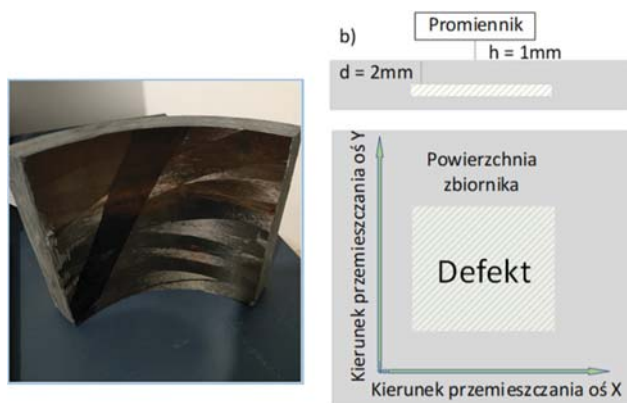 b)
Promiennik
h = 1mm
d = 2mm
Kierunek przemieszczania oś Y
Powierzchnia
zbiornika
Defekt
Kierunek przemieszczania oś X